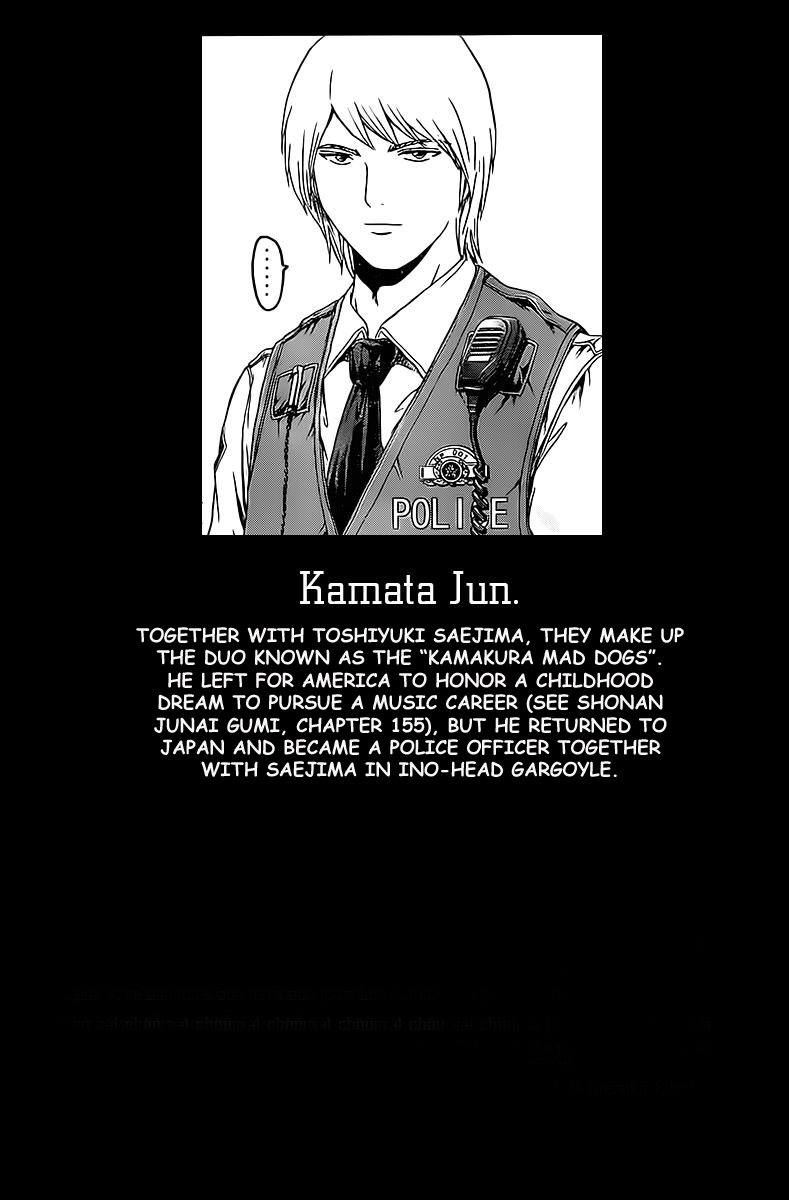 POLI E
Kamata Jun.
TOGETHER WITH TOSHIYUKI SAEJIMA, THEY MAKE UP
THE DUO KNOWN AS THE “KAMAKURA MAD DOGS”.
HE LEFT FOR AMERICA TO HONOR A CHILDHOOD
DREAM TO PURSUE A MUSIC CAREER (SEE SHONAN
JUNAI GUMI, CHAPTER 155), BUT HE RETURNED TO
JAPAN AND BECAME A POLICE OFFICER TOGETHER
WITH SAEJIMA IN INO-HEAD GARGOYLE.